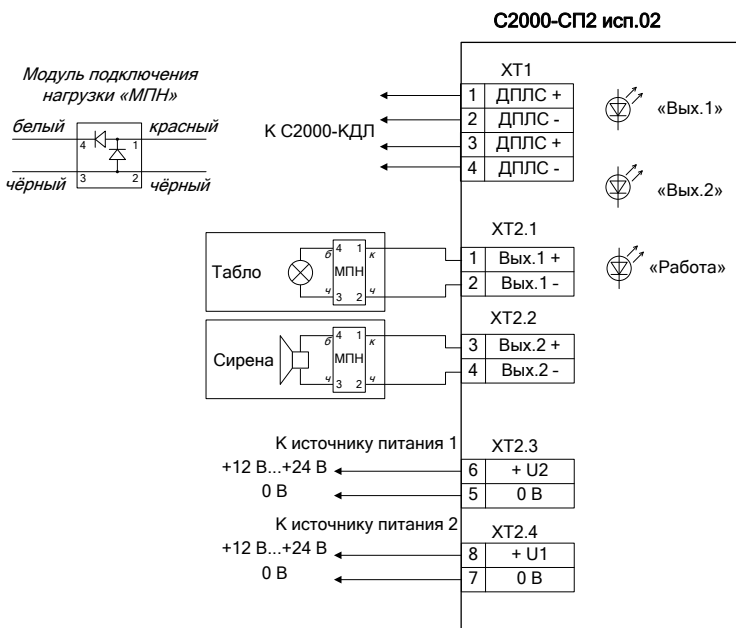 С2000-СП2 исп.02
Модуль подключения
нагрузки «МПН»
белый
красный
4
1
3
2
чёрный
чёрный
К С2000-КДЛ
XT1
1 ДПЛС +
2 ДПЛС -
3 ДПЛС +
4 ДПЛС -
«Вых.1»
«Вых.2»
«Работа»
Табло
4 1
б к
МПН
ч ч
3 2
XT2.1
1 Вых.1 +
2 Вых.1 -
Сирена
4 1
б к
МПН
ч ч
3 2
XT2.2
3 Вых.2 +
4 Вых.2 -
К источнику питания 1
+12 В...+24 В
0 В
XT2.3
6 + U2
5 0 В
К источнику питания 2
+12 В...+24 В
0 В
XT2.4
8 + U1
7 0 В